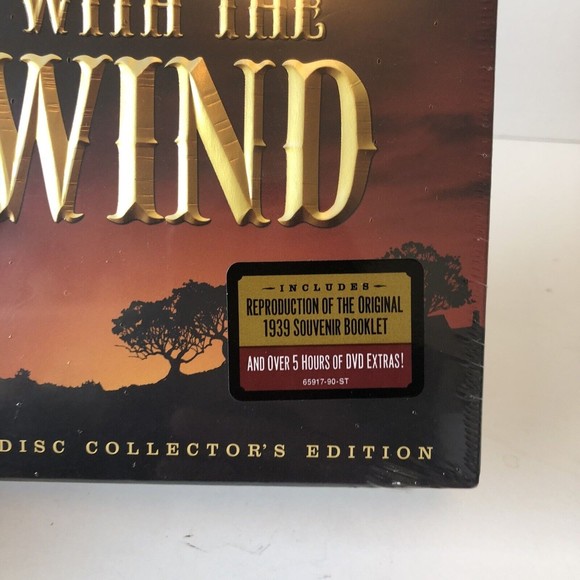 WITH THE
WIND
INCLUDES
REPRODUCTION OF THE ORIGINAL
1939 SOUVENIR BOOKLET
AND OVER 5 HOURS OF DVD EXTRAS!
65917-90-ST
DISC COLLECTOR'S EDITION